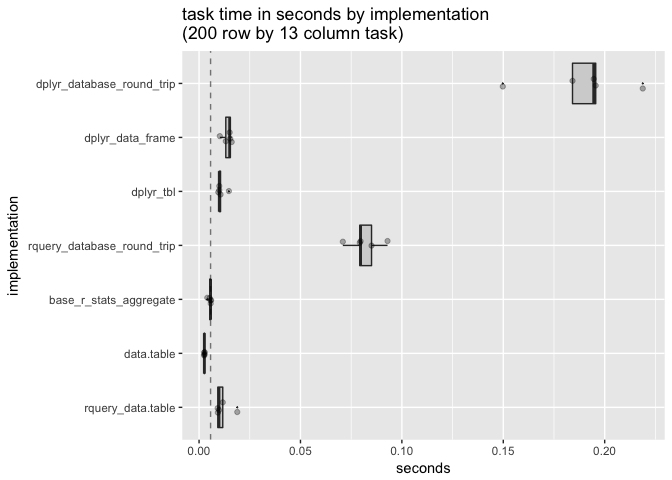 task time in seconds by implementation
(200 row by 13 column task)
implementation
dplyr_database_round_trip
dplyr_data_frame
dplyr_tbl
rquery_database_round_trip
base_r_stats_aggregate
data.table
rquery_data.table
0.00 0.05 0.10 0.15 0.20
seconds